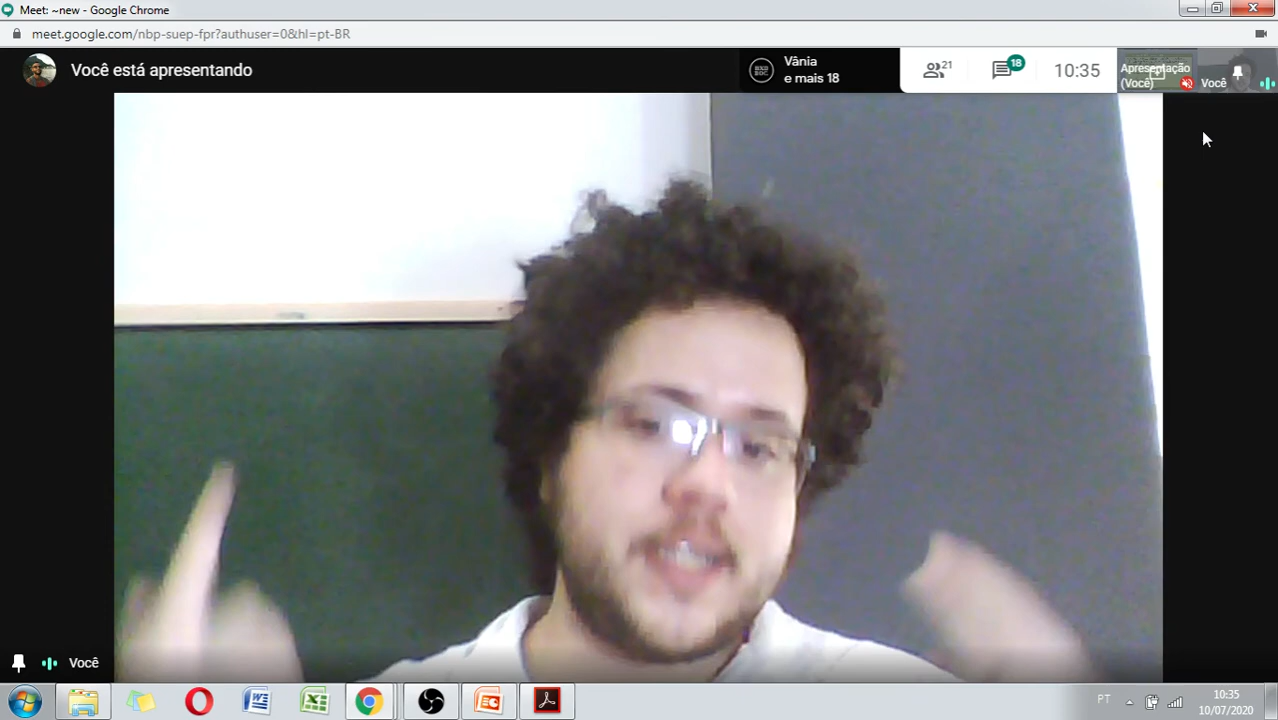 Meet: ~new - Google Chrome
meet.google.com/nbp-suep-fpr?authuser=0&hl=pt-BR
Você está apresentando
Vânia
e mais 18
21
18
10:35
Apresentação
(Você)
Você
Você
PT
10:35
10/07/2020